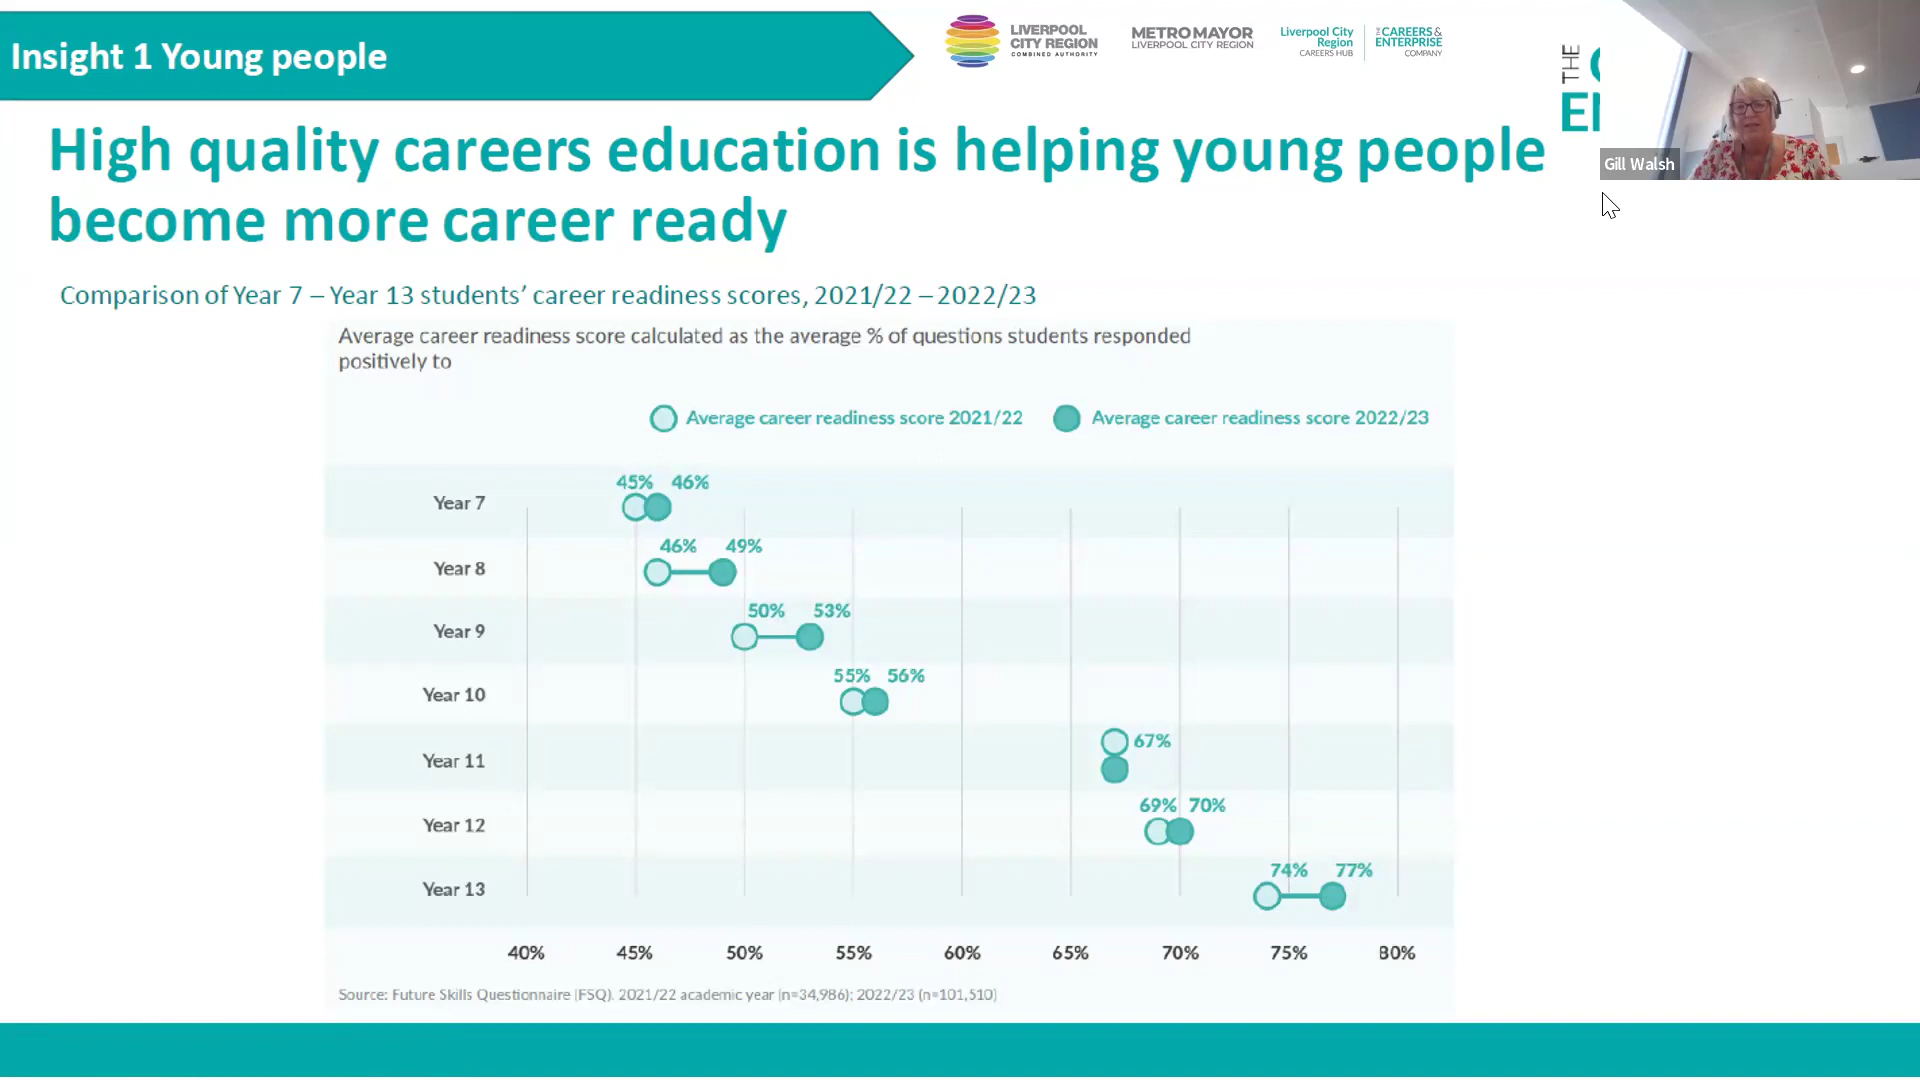 Insight 1 Young people
LIVERPOOL
CITY REGION
COMBINED AUTHORITY
METRO MAYOR
LIVERPOOL CITY REGION
Liverpool City
Region
CAREERS HUB
THE CAREERS &
ENTERPRISE
COMPANY
THE
Gill Walsh
High quality careers education is helping young people
become more career ready
Comparison of Year 7 – Year 13 students’ career readiness scores, 2021/22 – 2022/23
Average career readiness score calculated as the average % of questions students responded
positively to
Average career readiness score 2021/22
Average career readiness score 2022/23
45% 46%
Year 7
46% 49%
Year 8
50% 53%
Year 9
55% 56%
Year 10
67%
Year 11
69% 70%
Year 12
74% 77%
Year 13
40% 45% 50% 55% 60% 65% 70% 75% 80%
Source: Future Skills Questionnaire (FSQ). 2021/22 academic year (n=34,986); 2022/23 (n=101,510)